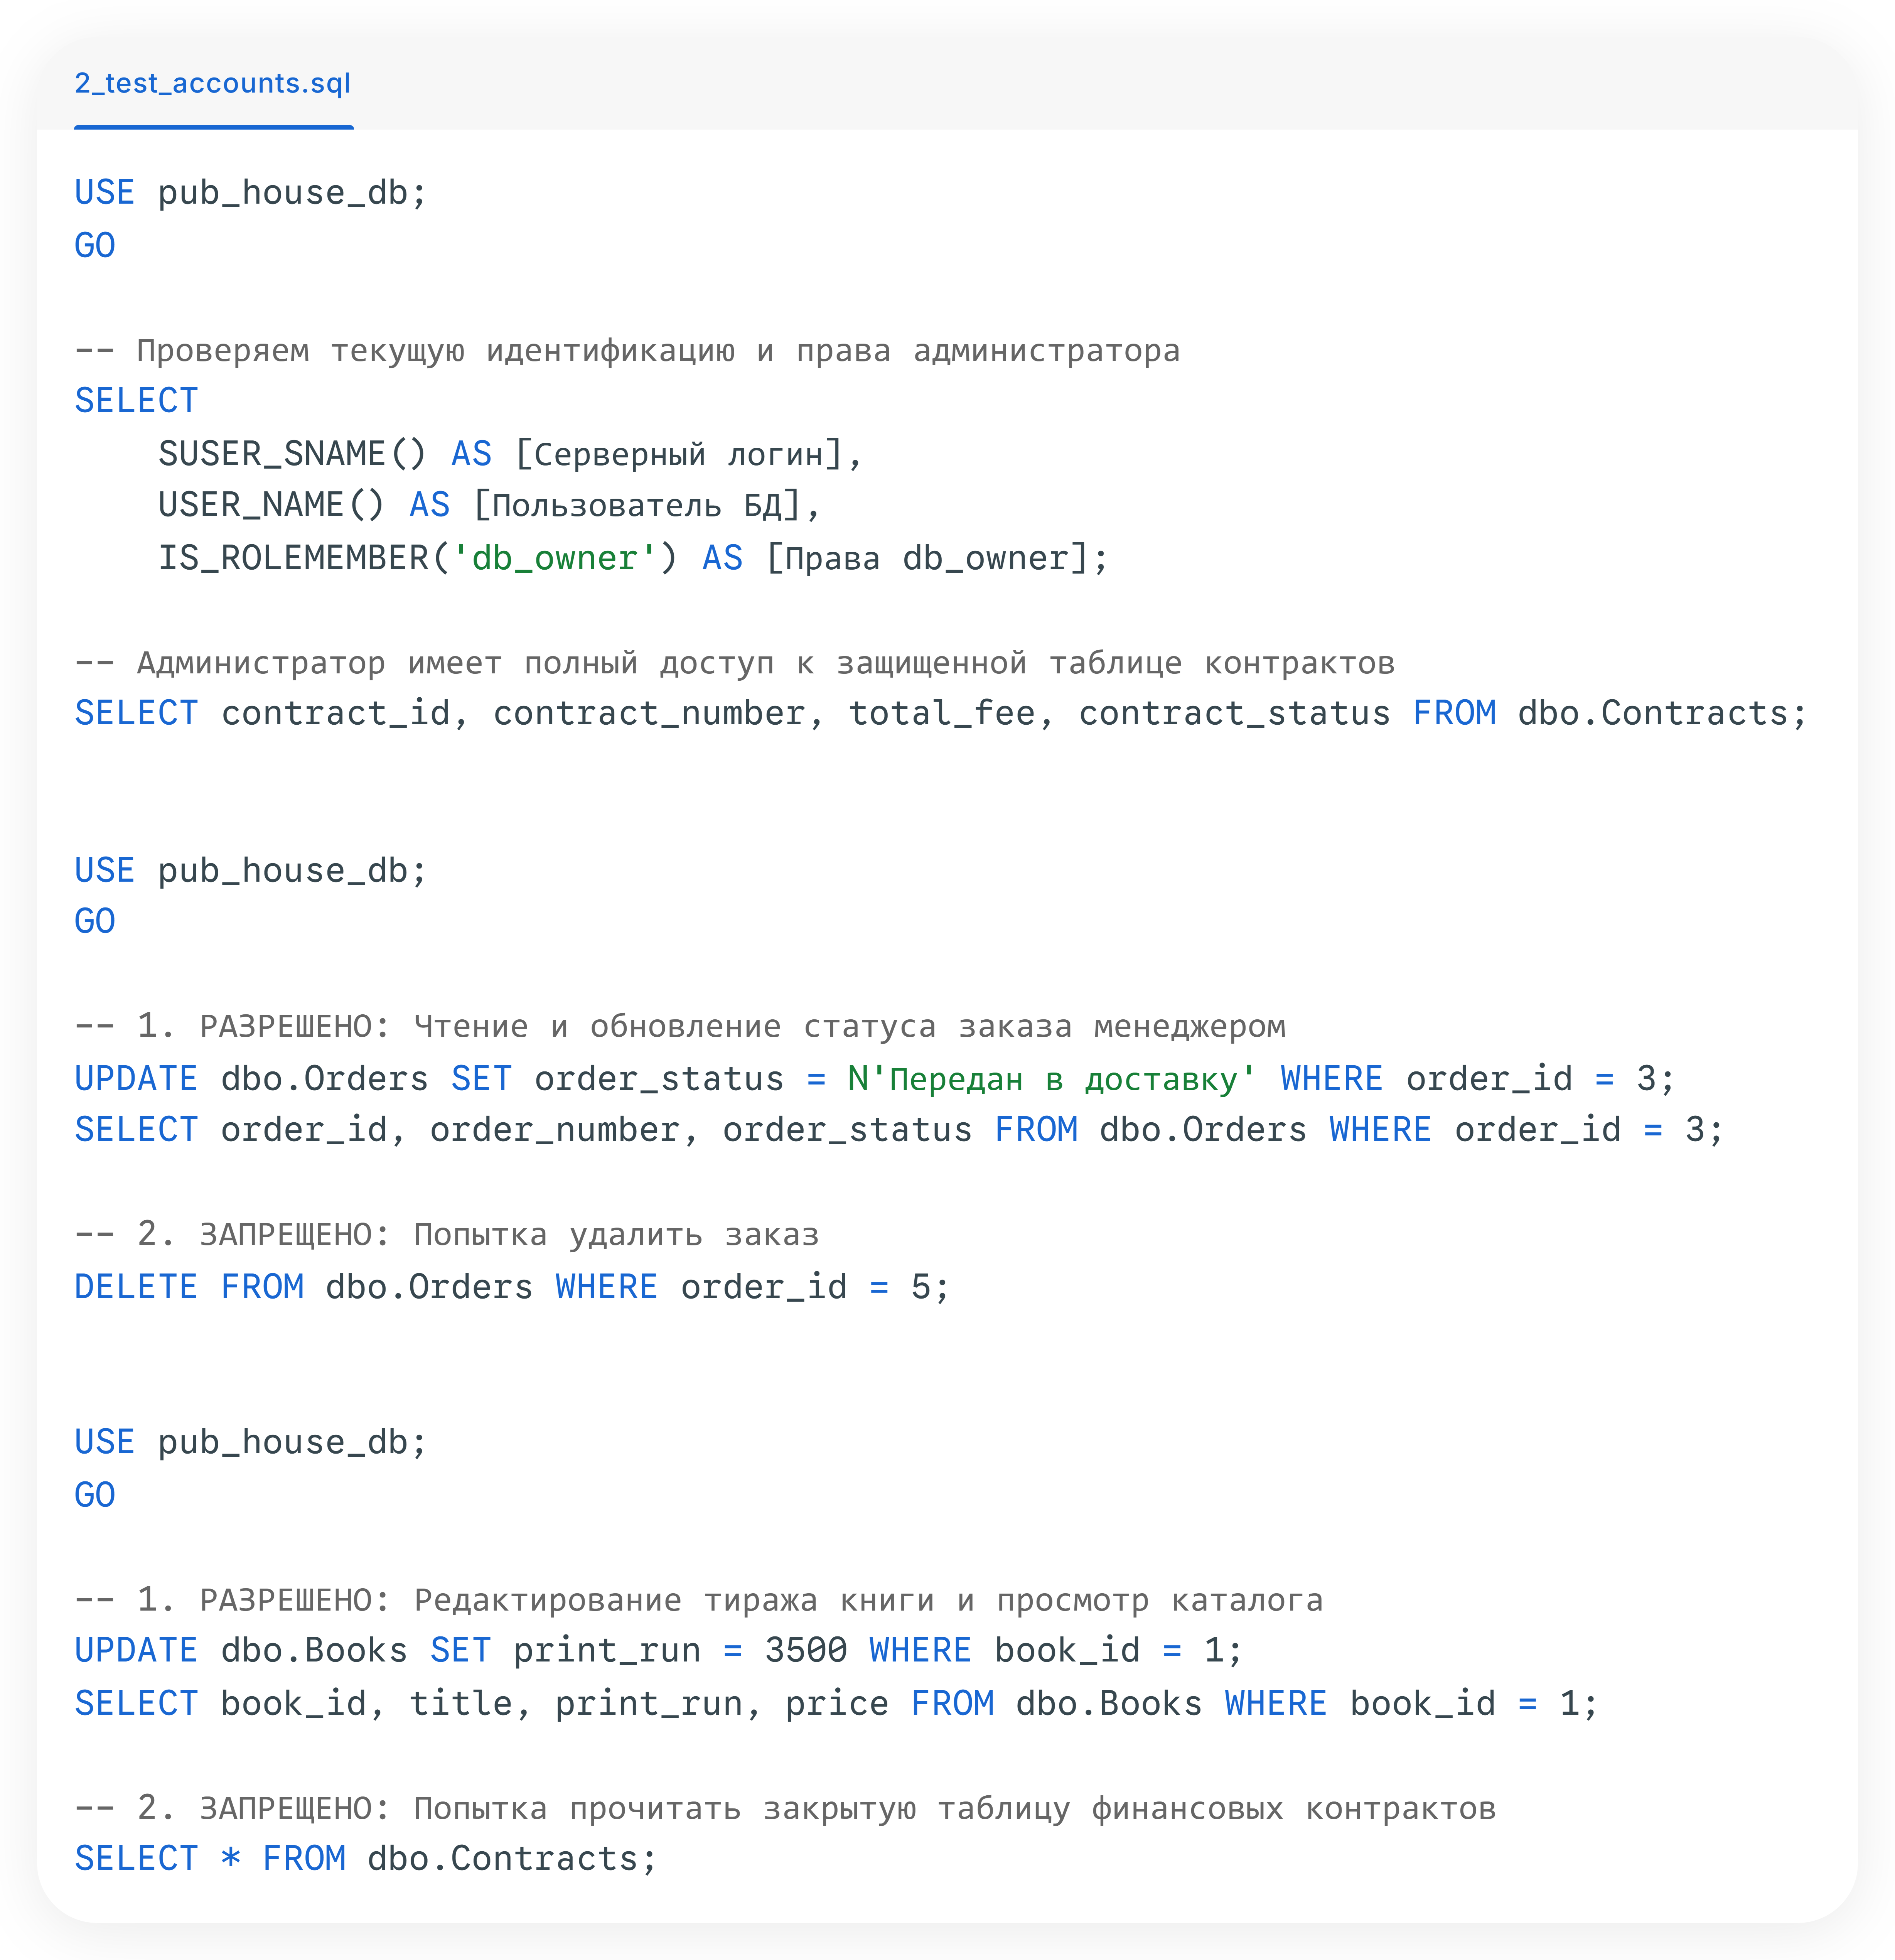 2_test_accounts.sql
USE pub_house_db;
GO
-- Проверяем текущую идентификацию и права администратора
SELECT
SUSER_SNAME() AS [Серверный логин],
USER_NAME() AS [Пользователь БД],
IS_ROLEMEMBER('db_owner') AS [Права db_owner];
-- Администратор имеет полный доступ к защищенной таблице контрактов
SELECT contract_id, contract_number, total_fee, contract_status FROM dbo.Contracts;
USE pub_house_db;
GO
-- 1. РАЗРЕШЕНО: Чтение и обновление статуса заказа менеджером
UPDATE dbo.Orders SET order_status = N'Передан в доставку' WHERE order_id = 3;
SELECT order_id, order_number, order_status FROM dbo.Orders WHERE order_id = 3;
-- 2. ЗАПРЕЩЕНО: Попытка удалить заказ
DELETE FROM dbo.Orders WHERE order_id = 5;
USE pub_house_db;
GO
-- 1. РАЗРЕШЕНО: Редактирование тиража книги и просмотр каталога
UPDATE dbo.Books SET print_run = 3500 WHERE book_id = 1;
SELECT book_id, title, print_run, price FROM dbo.Books WHERE book_id = 1;
-- 2. ЗАПРЕЩЕНО: Попытка прочитать закрытую таблицу финансовых контрактов
SELECT * FROM dbo.Contracts;